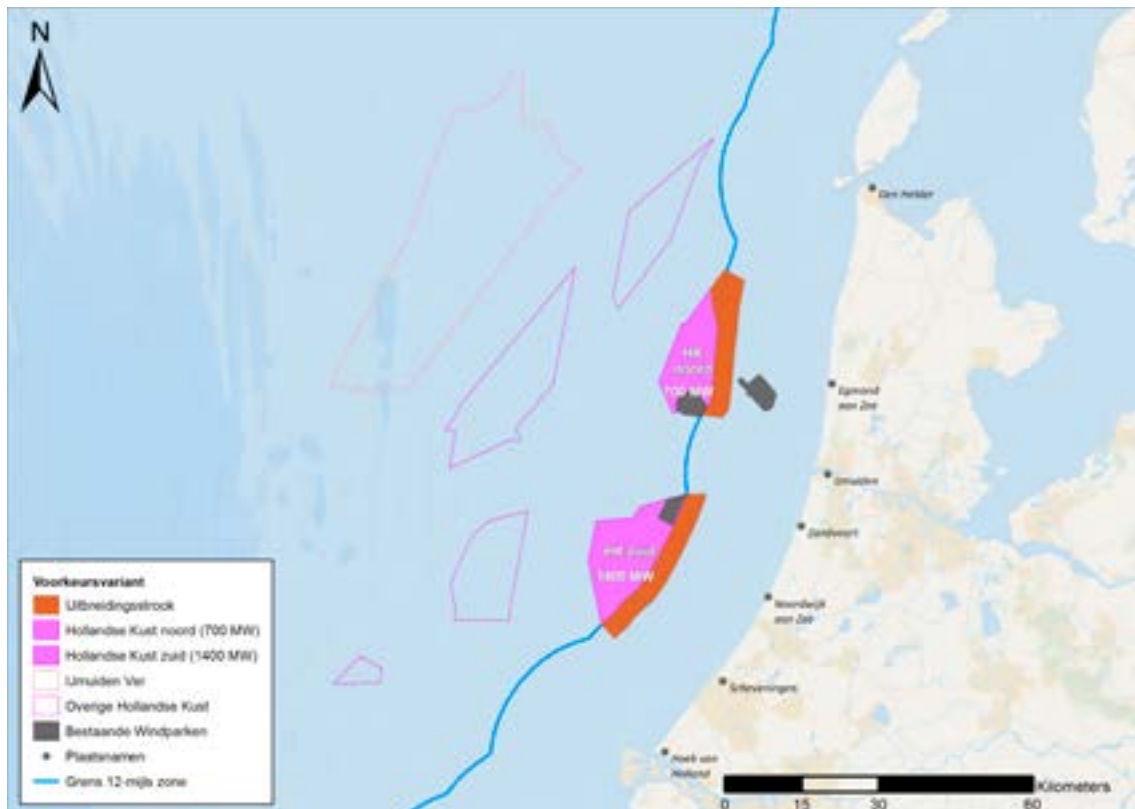 N
Den Helder
HK
noord
700 MW
Egmond
aan Zee
IJmuiden
Zandvoort
HK zuid
1400 MW
Noordwijk
aan Zee
Scheveningen
Hoek van
Holland
Voorkeursvariant
Uitbreidingsstrook
Hollandse Kust noord (700 MW)
Hollandse Kust zuid (1400 MW)
IJmuiden Ver
Overige Hollandse Kust
Bestaande Windparken
Plaatsnamen
Grens 12-mijls zone
Kilometers
0 15 30 60